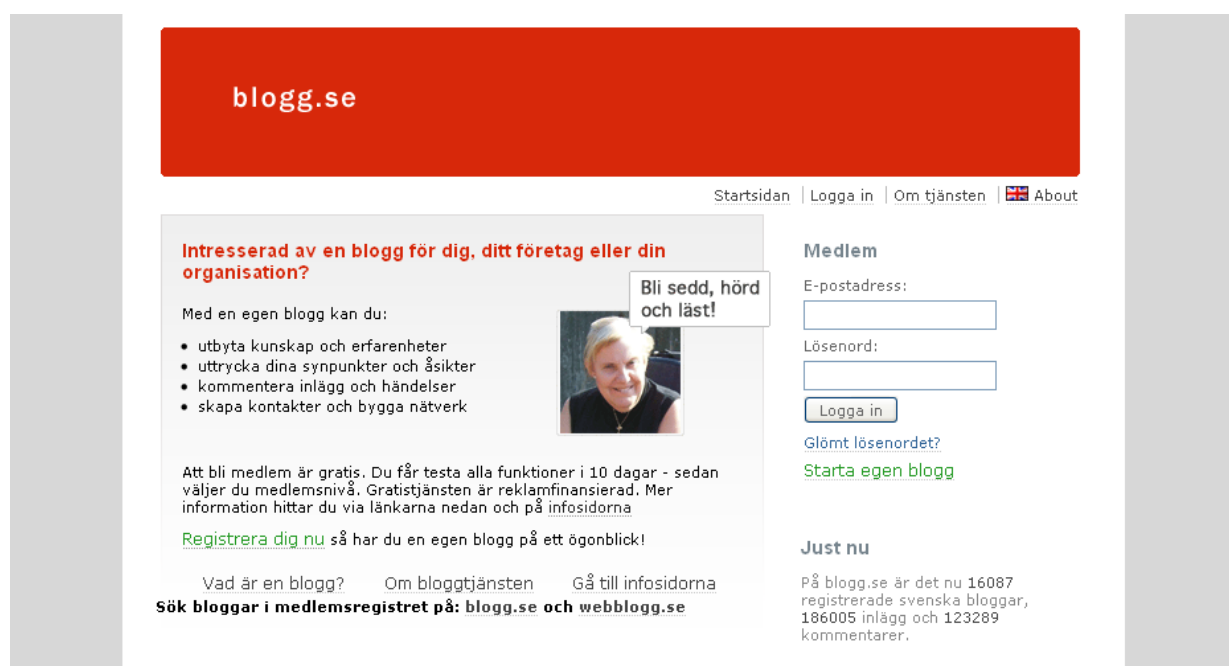 blogg.se
Startsidan
Logga in
Om tjänsten
About
Intresserad av en blogg för dig, ditt företag eller din
organisation?
Med en egen blogg kan du:
• utbyta kunskap och erfarenheter
• uttrycka dina synpunkter och åsikter
• kommentera inlägg och händelser
• skapa kontakter och bygga nätverk
Bli sedd, hörd
och läst!
Att bli medlem är gratis. Du får testa alla funktioner i 10 dagar - sedan
väljer du medlemsnivå. Gratistjänsten är reklamfinansierad. Mer
information hittar du via länkarna nedan och på infosidorna
Registrera dig nu så har du en egen blogg på ett ögonblick!
Vad är en blogg?
Om bloggtjänsten
Gå till infosidorna
Sök bloggar i medlemsregistret på: blogg.se och webblogg.se
Medlem
E-postadress:
Lösenord:
Logga in
Glömt lösenordet?
Starta egen blogg
Just nu
På blogg.se är det nu 16087
registrerade svenska bloggar,
186005 inlägg och 123289
kommentarer.